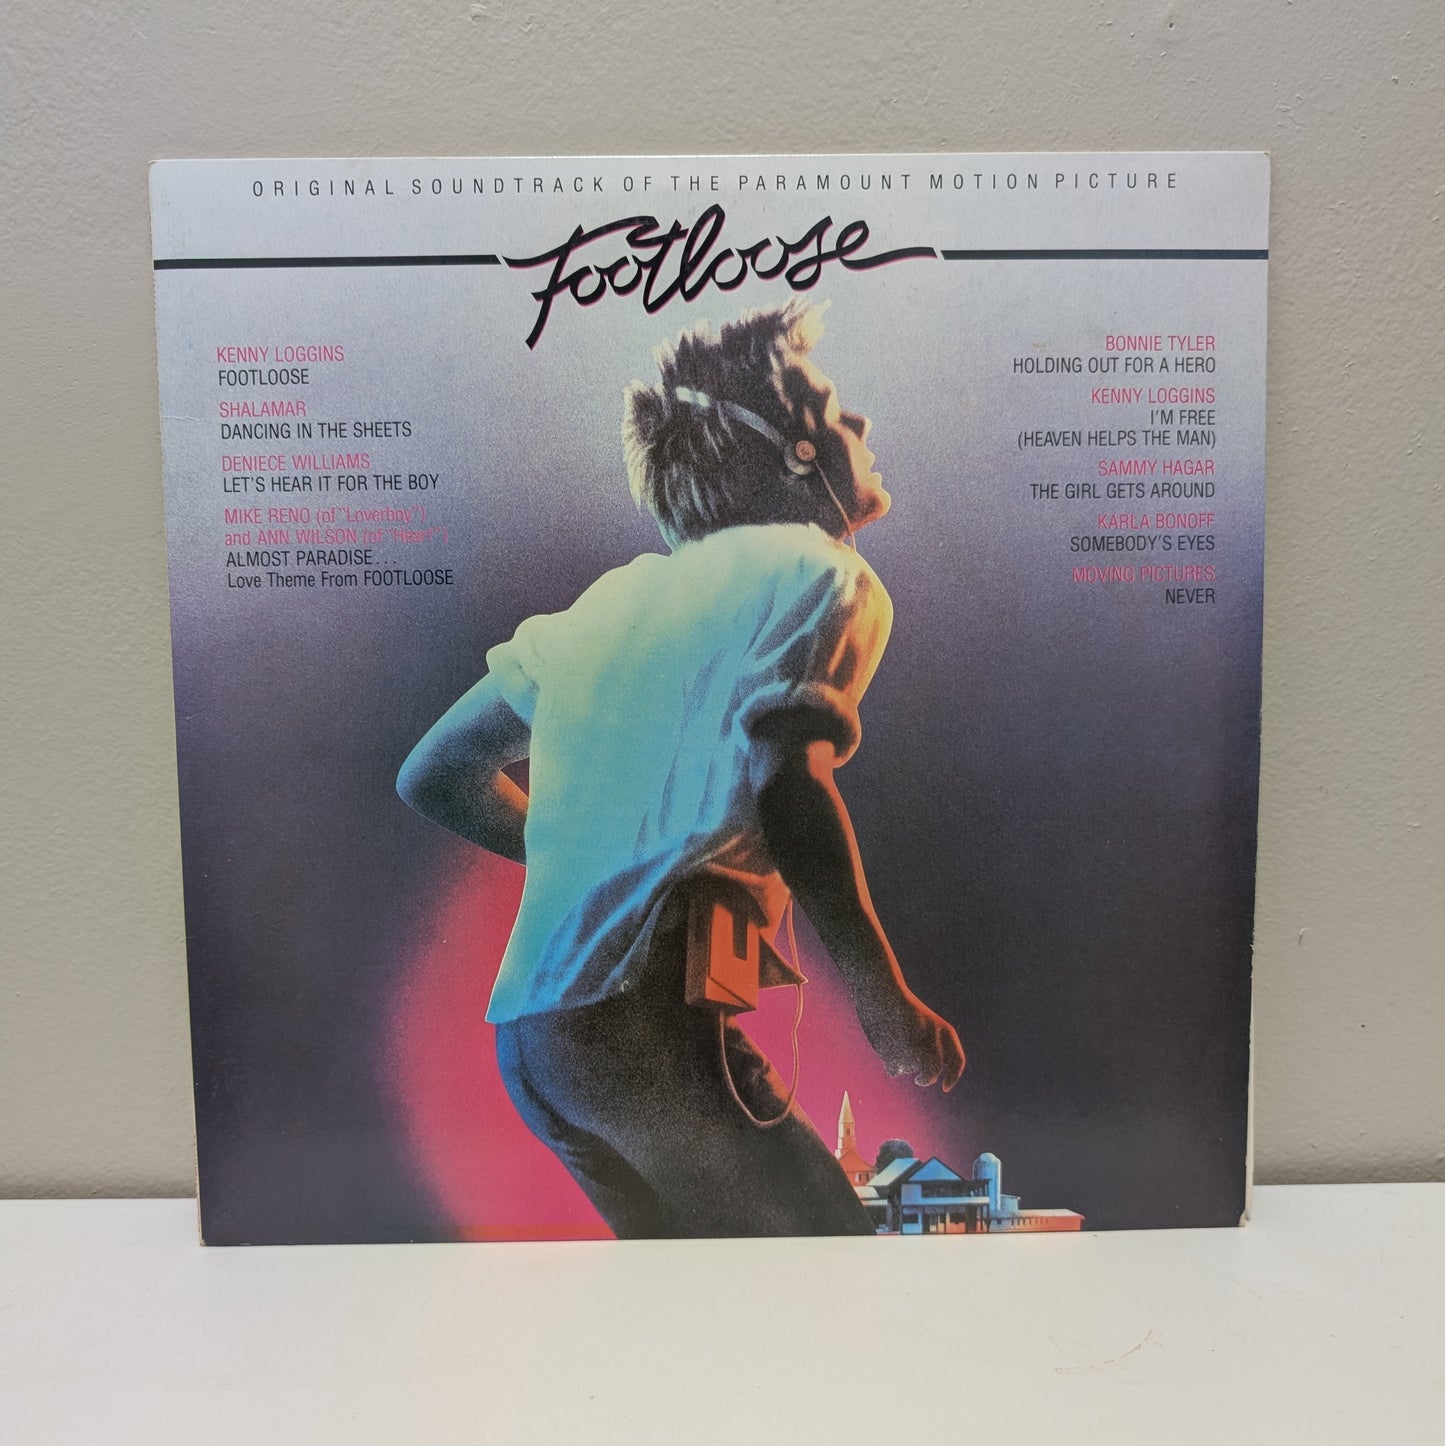 ORIGINAL SOUNDTRACK OF THE PARAMOUNT MOTION PICTURE
Footloose
KENNY LOGGINS
FOOTLOOSE
SHALAMAR
DANCING IN THE SHEETS
DENIECE WILLIAMS
LET'S HEAR IT FOR THE BOY
MIKE RENO (of "Loverboy")
and ANN WILSON (of "Heart")
ALMOST PARADISE...
Love Theme From FOOTLOOSE
BONNIE TYLER
HOLDING OUT FOR A HERO
KENNY LOGGINS
I'M FREE
(HEAVEN HELPS THE MAN)
SAMMY HAGAR
THE GIRL GETS AROUND
KARLA BONOFF
SOMEBODY'S EYES
MOVING PICTURES
NEVER